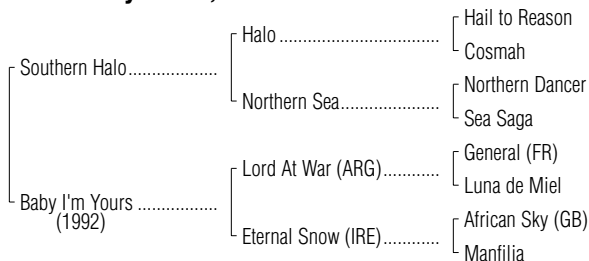 Hail to Reason
Halo ................................
Cosmah
Southern Halo...................
Northern Dancer
Northern Sea....................
Sea Saga
General (FR)
Lord At War (ARG)............
Luna de Miel
Baby I'm Yours .................
(1992)
African Sky (GB)
Eternal Snow (IRE)............
Manfilia